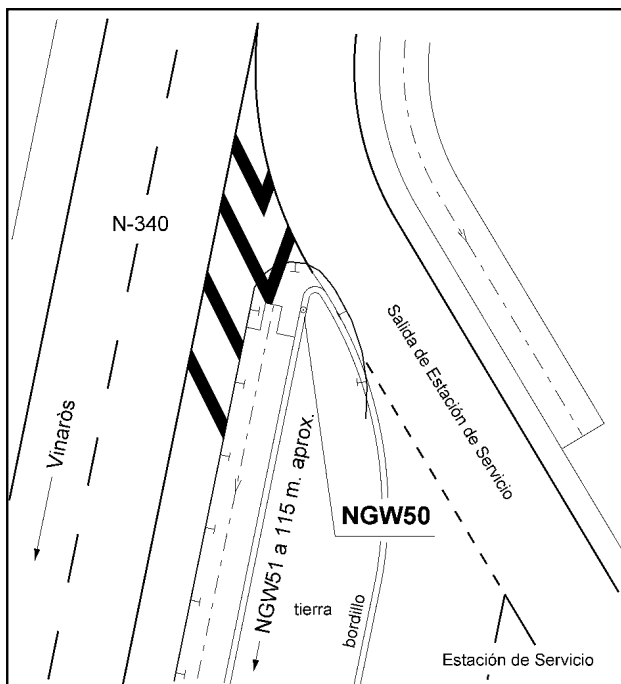 N-340
Vinaròs
NGW51 a 115 m. aprox.
NGW50
Salida de Estación de Servicio
tierra
bordillo
Estación de Servicio